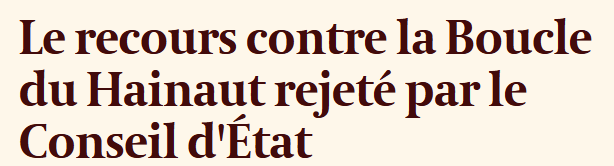 Le recours contre la Boucle
du Hainaut rejeté par le
Conseil d'État